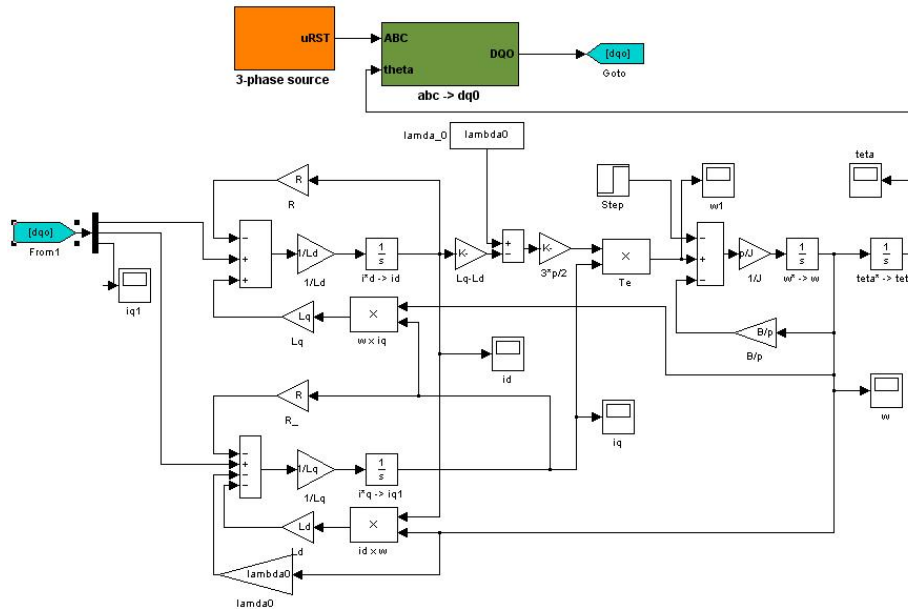 uRST
3-phase source
ABC
theta
DQO
abc -> dq0
[dqo]
Goto
lamda_0
lambda0
teta
R
R
Step
w1
[dqo]
From1
1/Ld
1/Ld
1
s
i*d -> id
K-
Lq-Ld
K-
3*p/2
×
Te
p/J
1/J
1
s
w* -> w
1
s
teta* -> tet
iq1
Lq
Lq
×
w x iq
B/p
B/p
id
R
R_
iq
w
1/Lq
1/Lq
1
s
i*q -> iq1
Ld
Ld
×
id x w
lambda0
lamda0